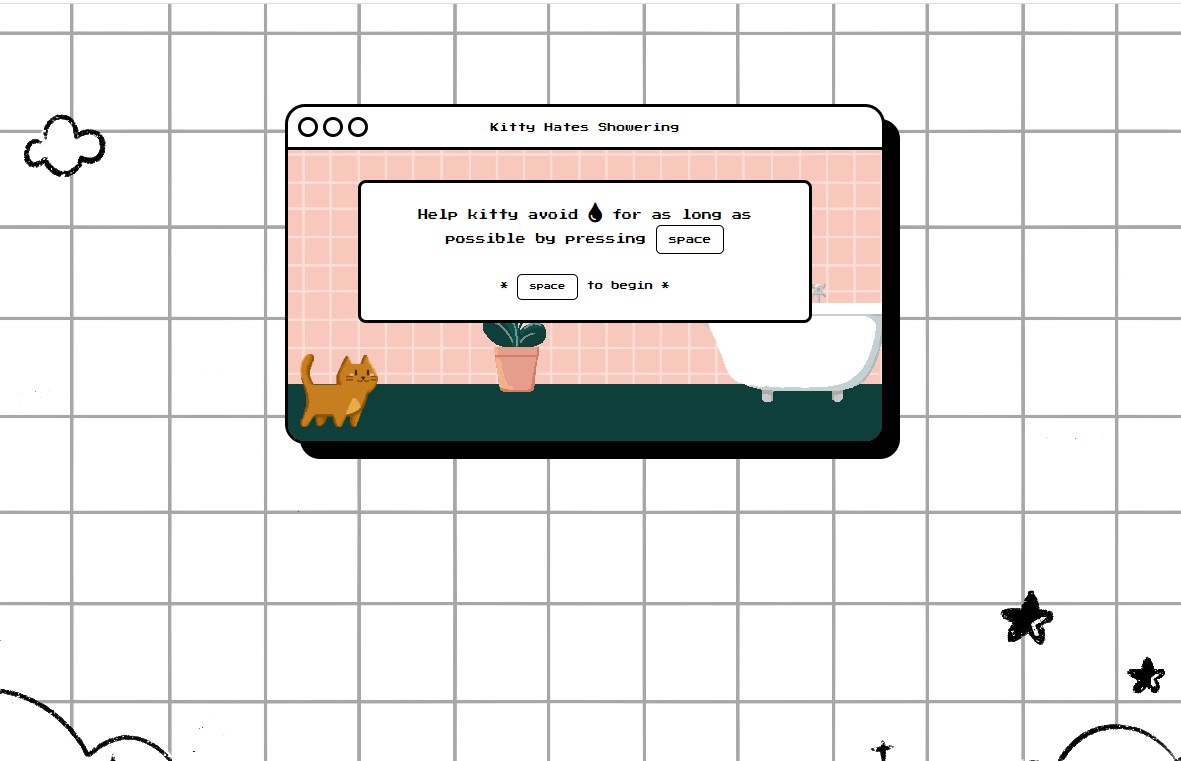 Kitty Hates Showering
Help kitty avoid 💧 for as long as
possible by pressing space
* space to begin *